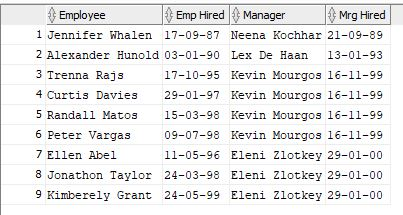 Employee Emp Hired Manager Mrg Hired
1 Jennifer Whalen 17-09-87 Neena Kochhar 21-09-89
2 Alexander Hunold 03-01-90 Lex De Haan 13-01-93
3 Trenna Rajs 17-10-95 Kevin Mourgos 16-11-99
4 Curtis Davies 29-01-97 Kevin Mourgos 16-11-99
5 Randall Matos 15-03-98 Kevin Mourgos 16-11-99
6 Peter Vargas 09-07-98 Kevin Mourgos 16-11-99
7 Ellen Abel 11-05-96 Eleni Zlotkey 29-01-00
8 Jonathon Taylor 24-03-98 Eleni Zlotkey 29-01-00
9 Kimberely Grant 24-05-99 Eleni Zlotkey 29-01-00